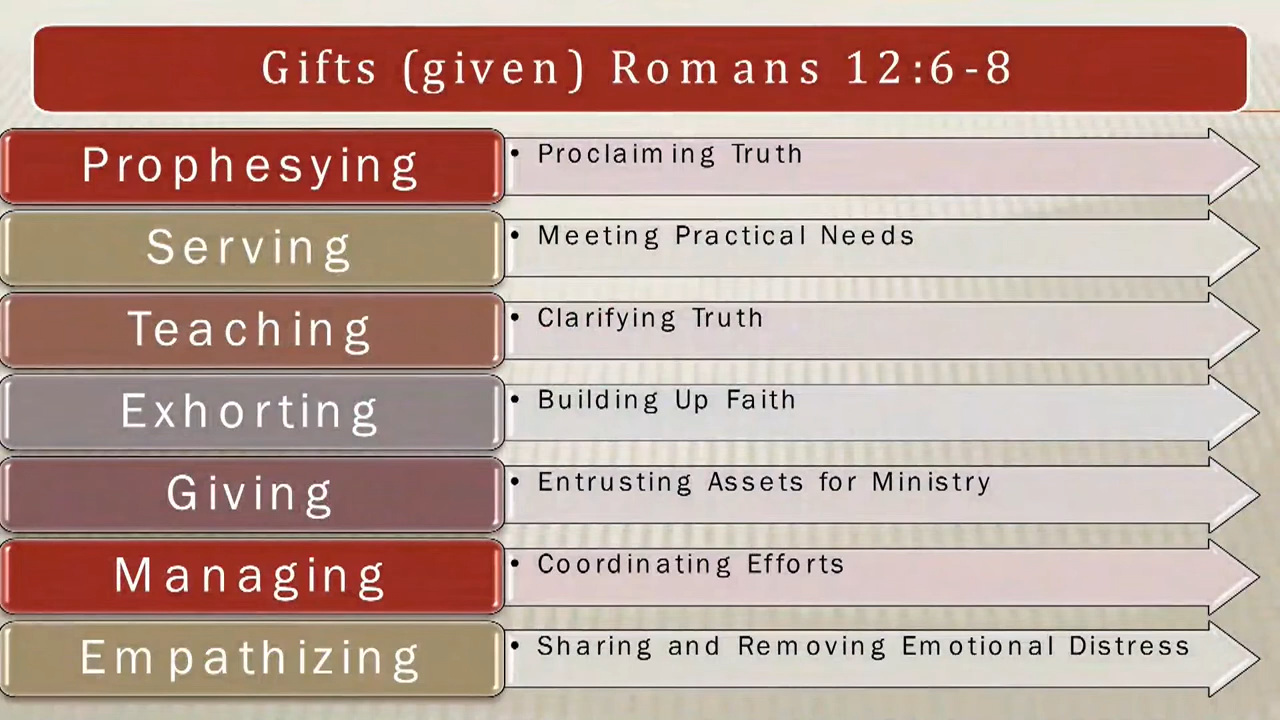 Gifts (given) Romans 12:6-8
Prophesying
• Proclaiming Truth
Serving
• Meeting Practical Needs
Teaching
• Clarifying Truth
Exhorting
• Building Up Faith
Giving
• Entrusting Assets for Ministry
Managing
• Coordinating Efforts
Empathizing
• Sharing and Removing Emotional Distress